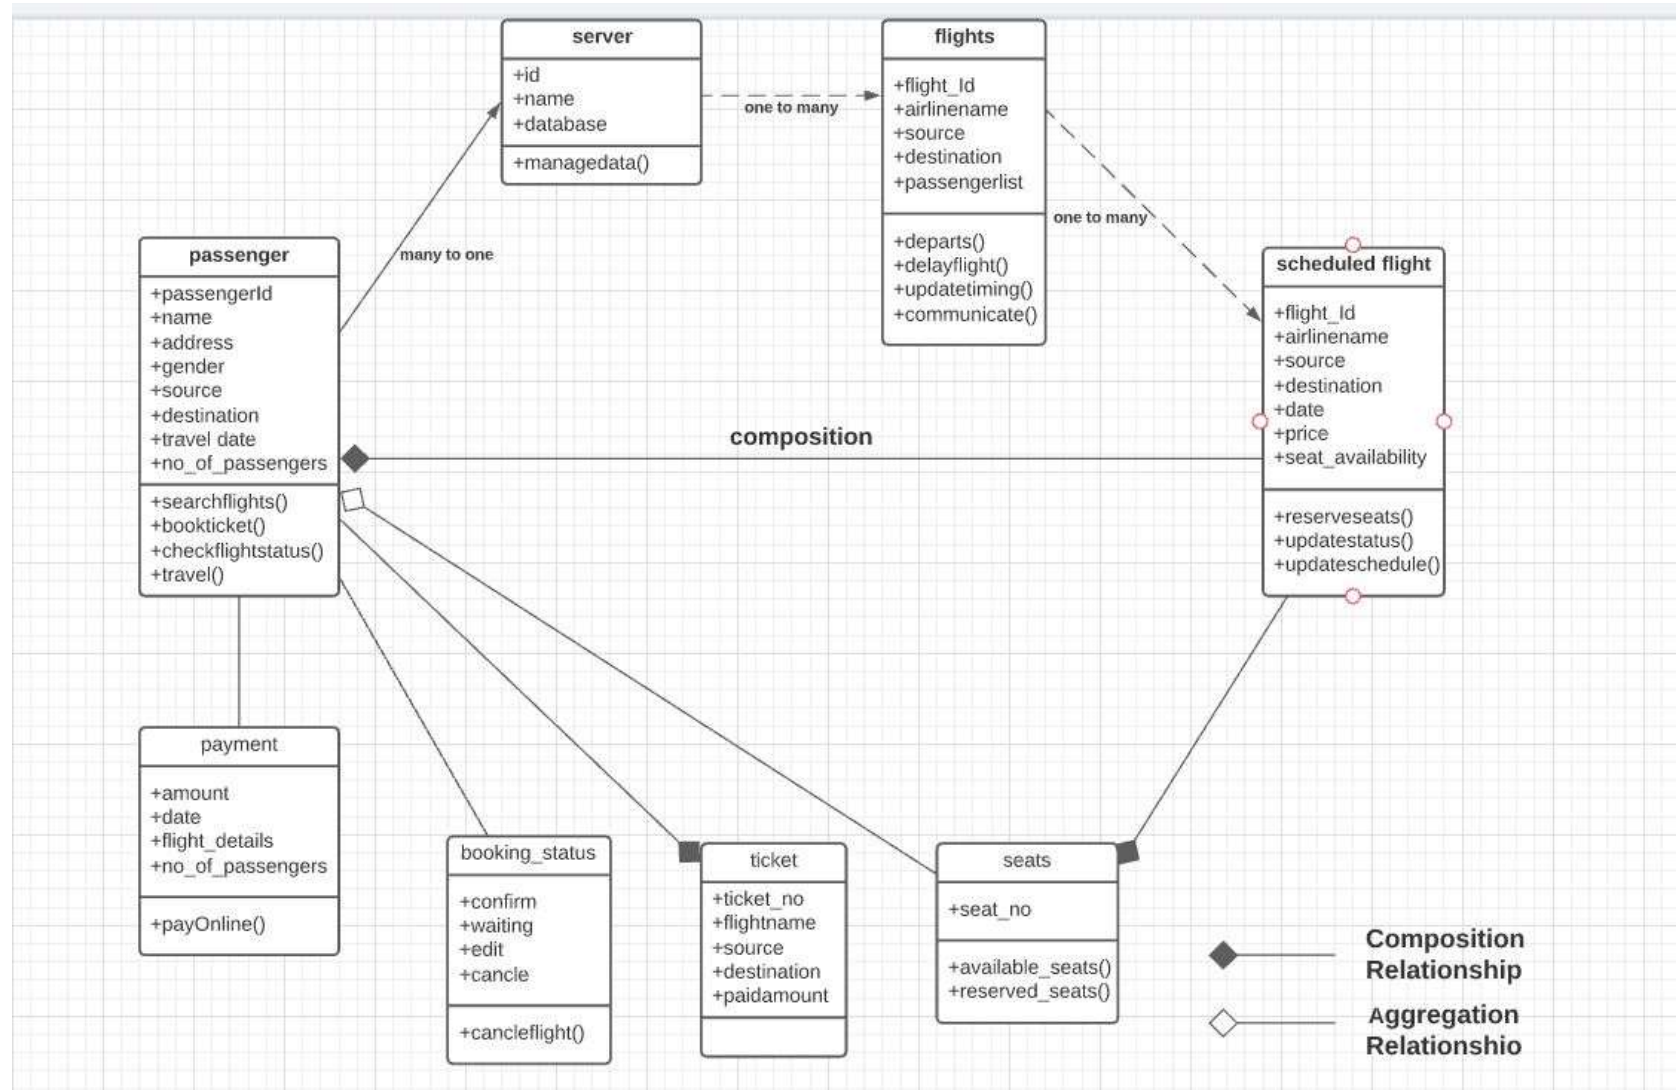 server
+id
+name
+database
+managedata()
one to many
flights
+flight_Id
+airlinename
+source
+destination
+passengerlist
+departs()
+delayflight()
+updatetiming()
+communicate()
one to many
many to one
passenger
+passengerId
+name
+address
+gender
+source
+destination
+travel date
+no_of_passengers
+searchflights()
+bookticket()
+checkflightstatus()
+travel()
composition
scheduled flight
+flight_Id
+airlinename
+source
+destination
+date
+price
+seat_availability
+reserveseats()
+updatestatus()
+updateschedule()
payment
+amount
+date
+flight_details
+no_of_passengers
+payOnline()
booking_status
+confirm
+waiting
+edit
+cancle
+cancleflight()
ticket
+ticket_no
+flightname
+source
+destination
+paidamount
seats
+seat_no
+available_seats()
+reserved_seats()
Composition
Relationship
Aggregation
Relationshio